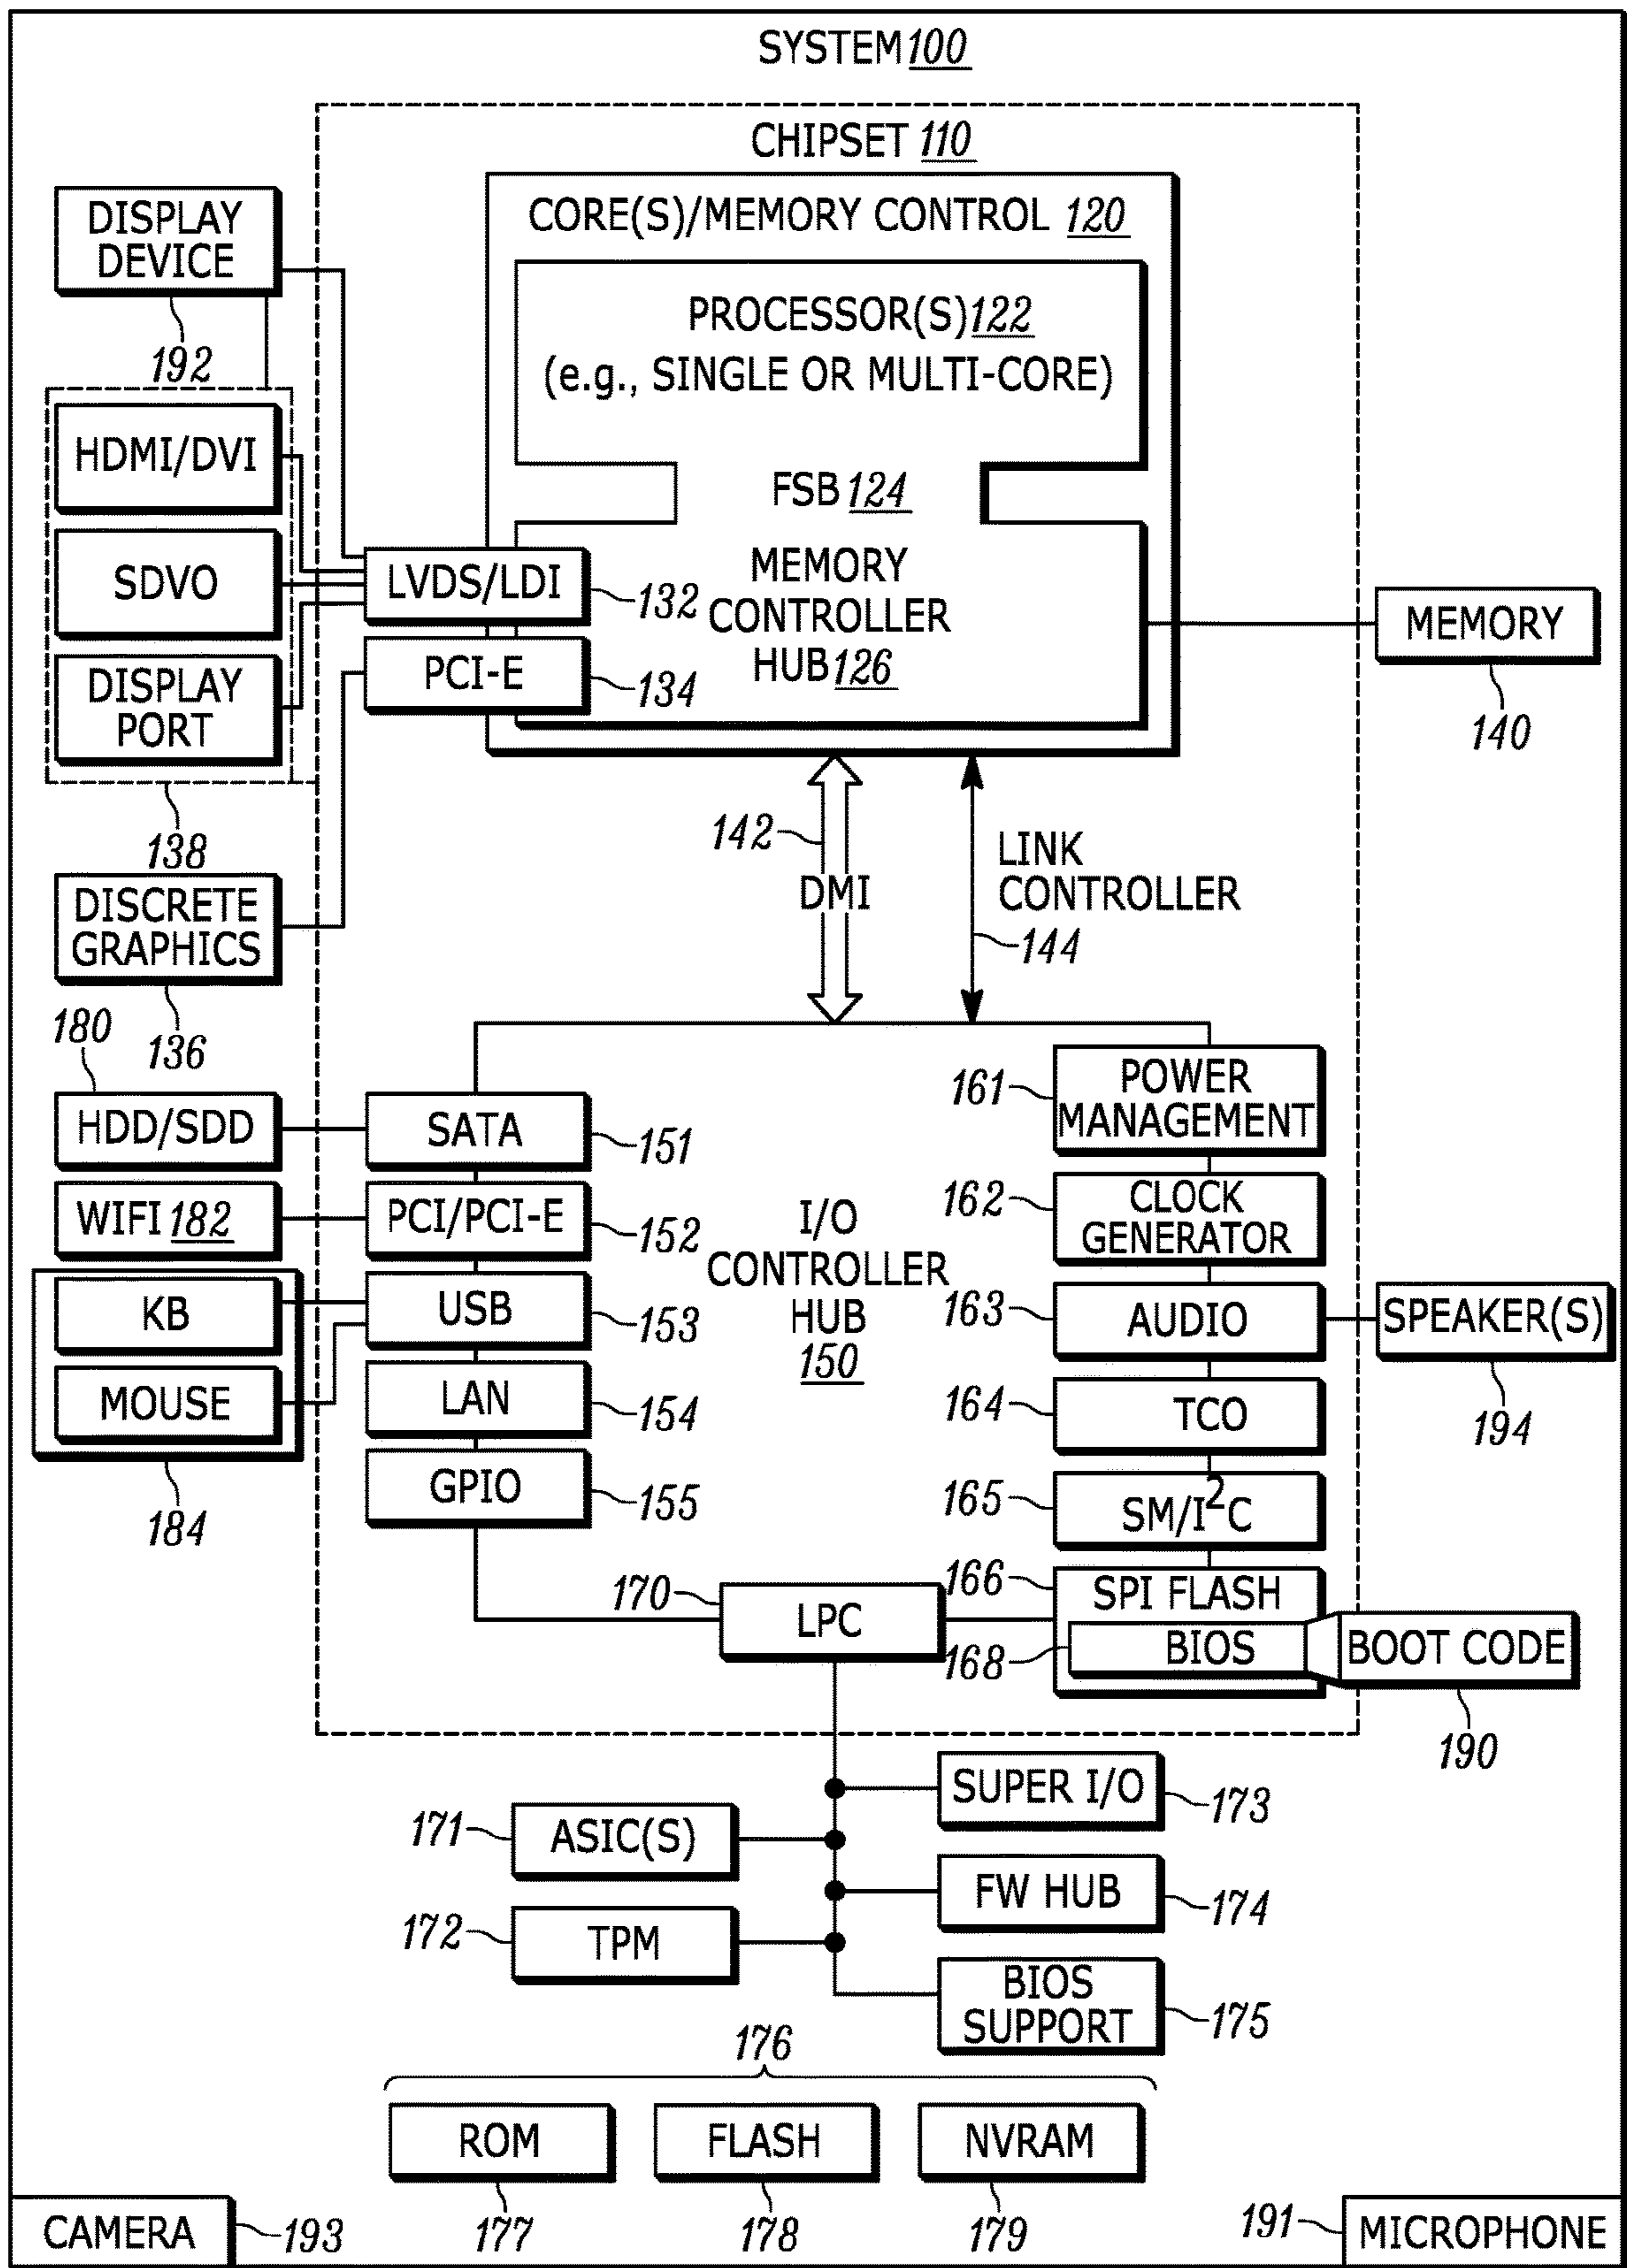 SYSTEM 100
CHIPSET 110
CORE(S)/MEMORY CONTROL 120
PROCESSOR(S) 122
(e.g., SINGLE OR MULTI-CORE)
FSB 124
MEMORY
CONTROLLER
HUB 126
DISPLAY
DEVICE
192
HDMI/DVI
SDVO
DISPLAY
PORT
138
LVDS/LDI
132
PCI-E
134
MEMORY
140
DISCRETE
GRAPHICS
136
142
DMI
LINK
CONTROLLER
144
180
HDD/SDD
WIFI 182
KB
MOUSE
184
SATA
151
PCI/PCI-E
152
USB
153
LAN
154
GPIO
155
I/O
CONTROLLER
HUB
150
161
POWER
MANAGEMENT
162
CLOCK
GENERATOR
163
AUDIO
SPEAKER(S)
194
164
TCO
165
SM/I²C
166
SPI FLASH
168
BIOS
BOOT CODE
190
170
LPC
171
ASIC(S)
172
TPM
SUPER I/O
173
FW HUB
174
BIOS
SUPPORT
175
176
ROM
177
FLASH
178
NVRAM
179
CAMERA
193
191
MICROPHONE